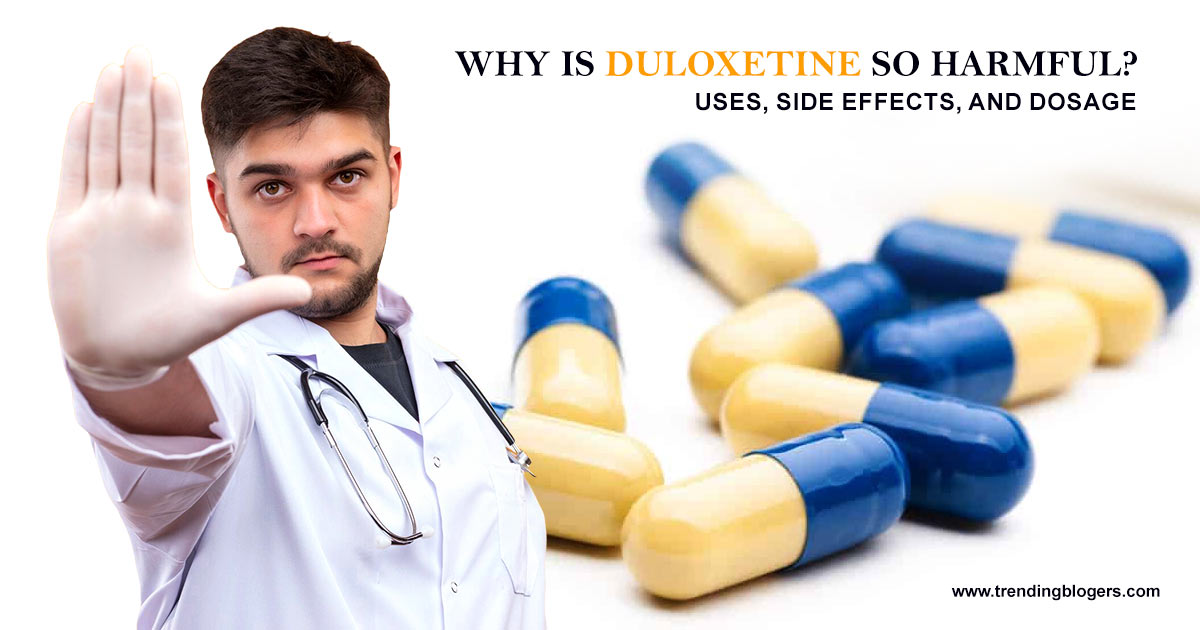 WHY IS DULOXETINE SO HARMFUL?
USES, SIDE EFFECTS, AND DOSAGE
www.trendingblogers.com